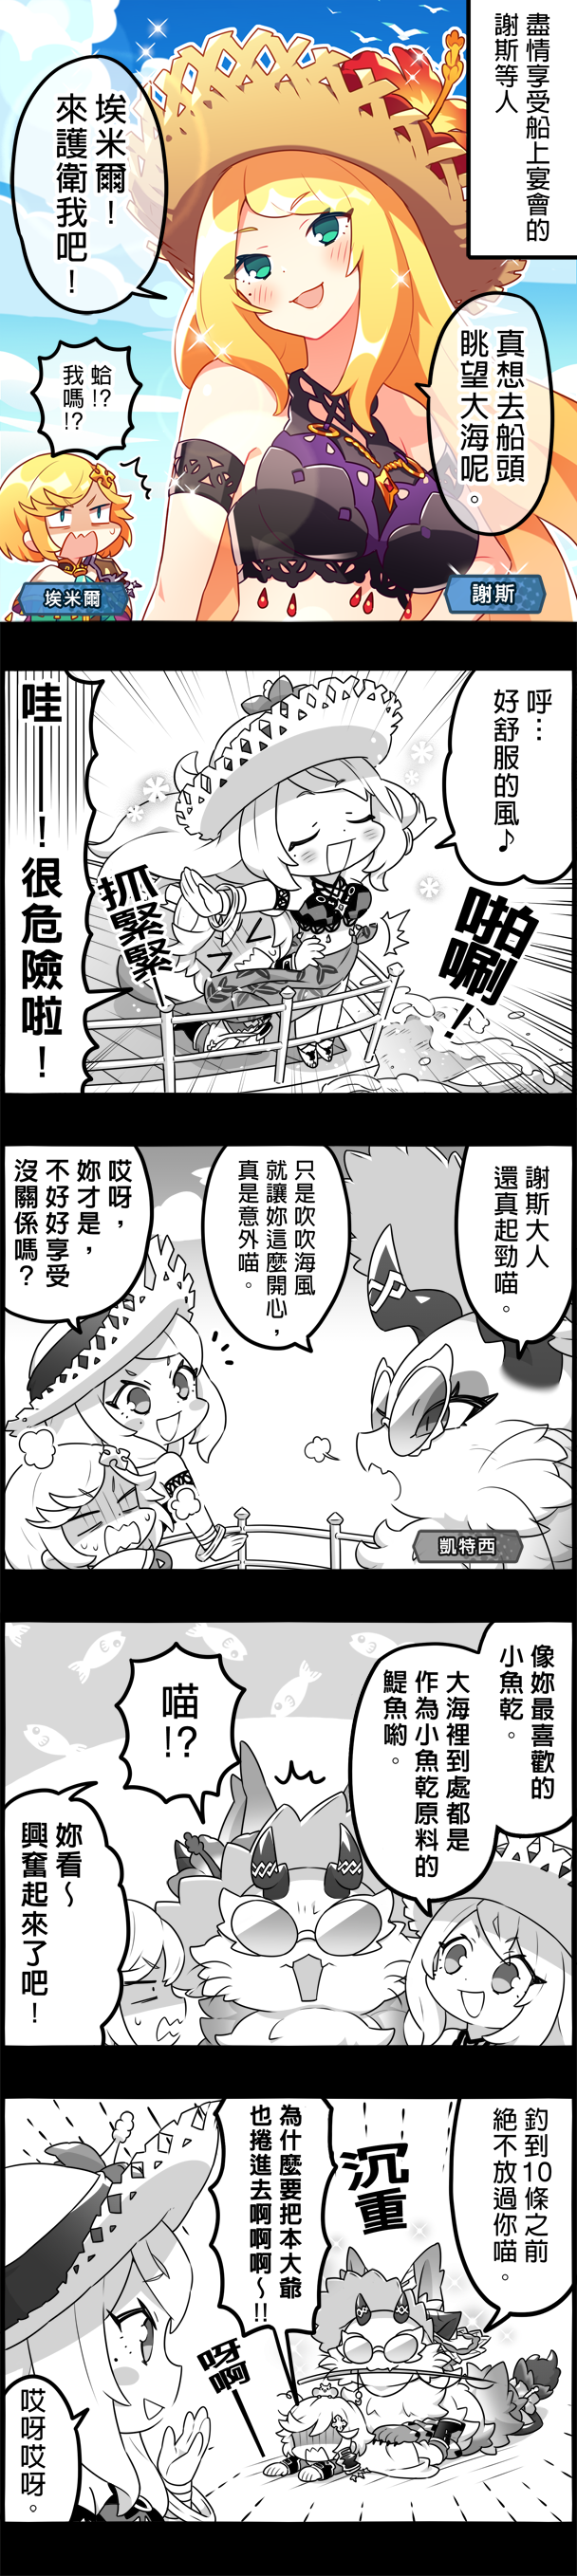 盡情享受船上宴會的
謝斯等人
埃米爾！
來護衛我吧！
真想去船頭
眺望大海呢。
蛤!?
我嗎!?
埃米爾
謝斯
呼…
好舒服的風♪
啪唰！
抓緊緊—
哇——！很危險啦！
謝斯大人
還真起勁喵。
只是吹吹海風
就讓妳這麼開心，
真是意外喵。
哎呀，
妳才是，
不好好享受
沒關係嗎？
凱特西
像妳最喜歡的
小魚乾。
大海裡到處都是
作為小魚乾原料的
鯷魚喲。
喵!?
妳看～
興奮起來了吧！
釣到10條之前
絕不放過你喵。
沉重
為什麼要把本大爺
也捲進去啊啊啊～!!
呀啊—
哎呀哎呀。